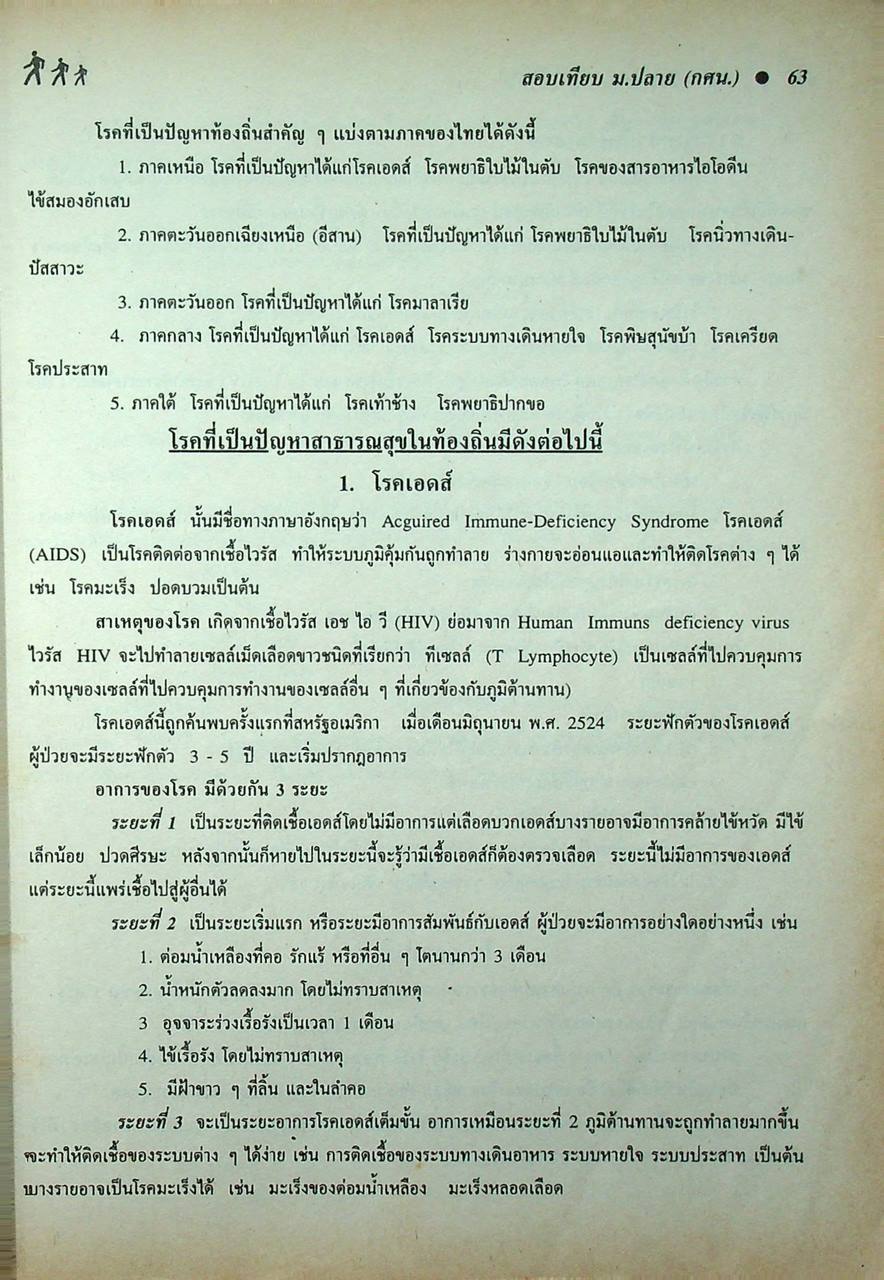 สอบเทียบ ม.ปลาย (กศน.) ● 63
โรคที่เป็นปัญหาท้องถิ่นสำคัญ ๆ แบ่งตามภาคของไทยได้ดังนี้
1. ภาคเหนือ โรคที่เป็นปัญหาได้แก่โรคเอดส์ โรคพยาธิใบไม้ในตับ โรคของสารอาหารไอโอดีน
ไข้สมองอักเสบ
2. ภาคตะวันออกเฉียงเหนือ (อีสาน) โรคที่เป็นปัญหาได้แก่ โรคพยาธิใบไม้ในตับ โรคนิ่วทางเดิน-
ปัสสาวะ
3. ภาคตะวันออก โรคที่เป็นปัญหาได้แก่ โรคมาลาเรีย
4. ภาคกลาง โรคที่เป็นปัญหาได้แก่ โรคเอดส์ โรคระบบทางเดินหายใจ โรคพิษสุนัขบ้า โรคเครียด
โรคประสาท
5. ภาคใต้ โรคที่เป็นปัญหาได้แก่ โรคเท้าช้าง โรคพยาธิปากขอ
โรคที่เป็นปัญหาสาธารณสุขในท้องถิ่นมีดังต่อไปนี้
1. โรคเอดส์
โรคเอดส์ นั้นมีชื่อทางภาษาอังกฤษว่า Acguired Immune-Deficiency Syndrome โรคเอดส์
(AIDS) เป็นโรคติดต่อจากเชื้อไวรัส ทำให้ระบบภูมิคุ้มกันถูกทำลาย ร่างกายจะอ่อนแอและทำให้ติดโรคต่าง ๆ ได้
เช่น โรคมะเร็ง ปอดบวมเป็นต้น
สาเหตุของโรค เกิดจากเชื้อไวรัส เอช ไอ วี (HIV) ย่อมาจาก Human Immuns deficiency virus
ไวรัส HIV จะไปทำลายเซลล์เม็ดเลือดขาวชนิดที่เรียกว่า ทีเซลล์ (T Lymphocyte) เป็นเซลล์ที่ไปควบคุมการ
ทำงานของเซลล์ที่ไปควบคุมการทำงานของเซลล์อื่น ๆ ที่เกี่ยวข้องกับภูมิต้านทาน)
โรคเอดส์นี้ถูกค้นพบครั้งแรกที่สหรัฐอเมริกา เมื่อเดือนมิถุนายน พ.ศ. 2524 ระยะฟักตัวของโรคเอดส์
ผู้ป่วยจะมีระยะฟักตัว 3 - 5 ปี และเริ่มปรากฏอาการ
อาการของโรค มีด้วยกัน 3 ระยะ
ระยะที่ 1 เป็นระยะที่ติดเชื้อเอดส์โดยไม่มีอาการแต่เลือดบวกเอดส์บางรายอาจมีอาการคล้ายไข้หวัด มีไข้
เล็กน้อย ปวดศีรษะ หลังจากนั้นก็หายไปในระยะนี้จะรู้ว่ามีเชื้อเอดส์ก็ต้องตรวจเลือด ระยะนี้ไม่มีอาการของเอดส์
แต่ระยะนี้แพร่เชื้อไปสู่ผู้อื่นได้
ระยะที่ 2 เป็นระยะเริ่มแรก หรือระยะมีอาการสัมพันธ์กับเอดส์ ผู้ป่วยจะมีอาการอย่างใดอย่างหนึ่ง เช่น
1. ต่อมน้ำเหลืองที่คอ รักแร้ หรือที่อื่น ๆ โตนานกว่า 3 เดือน
2. น้ำหนักตัวลดลงมาก โดยไม่ทราบสาเหตุ
3 อุจจาระร่วงเรื้อรังเป็นเวลา 1 เดือน
4. ไข้เรื้อรัง โดยไม่ทราบสาเหตุ
5. มีฝ้าขาว ๆ ที่ลิ้น และในลำคอ
ระยะที่ 3 จะเป็นระยะอาการโรคเอดส์เต็มขั้น อาการเหมือนระยะที่ 2 ภูมิต้านทานจะถูกทำลายมากขึ้น
จะทำให้ติดเชื้อของระบบต่าง ๆ ได้ง่าย เช่น การติดเชื้อของระบบทางเดินอาหาร ระบบหายใจ ระบบประสาท เป็นต้น
บางรายอาจเป็นโรคมะเร็งได้ เช่น มะเร็งของต่อมน้ำเหลือง มะเร็งหลอดเลือด